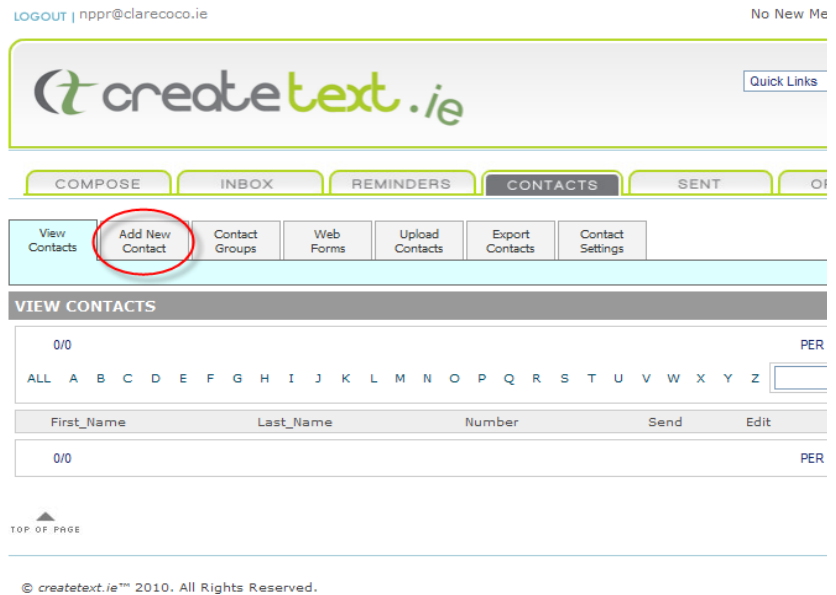 LOGOUT | nppr@clarecoco.ie No New Me
createtext.ie
Quick Links
COMPOSE INBOX REMINDERS CONTACTS SENT
View Contacts Add New Contact Contact Groups Web Forms Upload Contacts Export Contacts Contact Settings
VIEW CONTACTS
0/0 PER
ALL A B C D E F G H I J K L M N O P Q R S T U V W X Y Z
First_Name Last_Name Number Send Edit
0/0 PER
TOP OF PAGE
© createtext.ie™ 2010. All Rights Reserved.